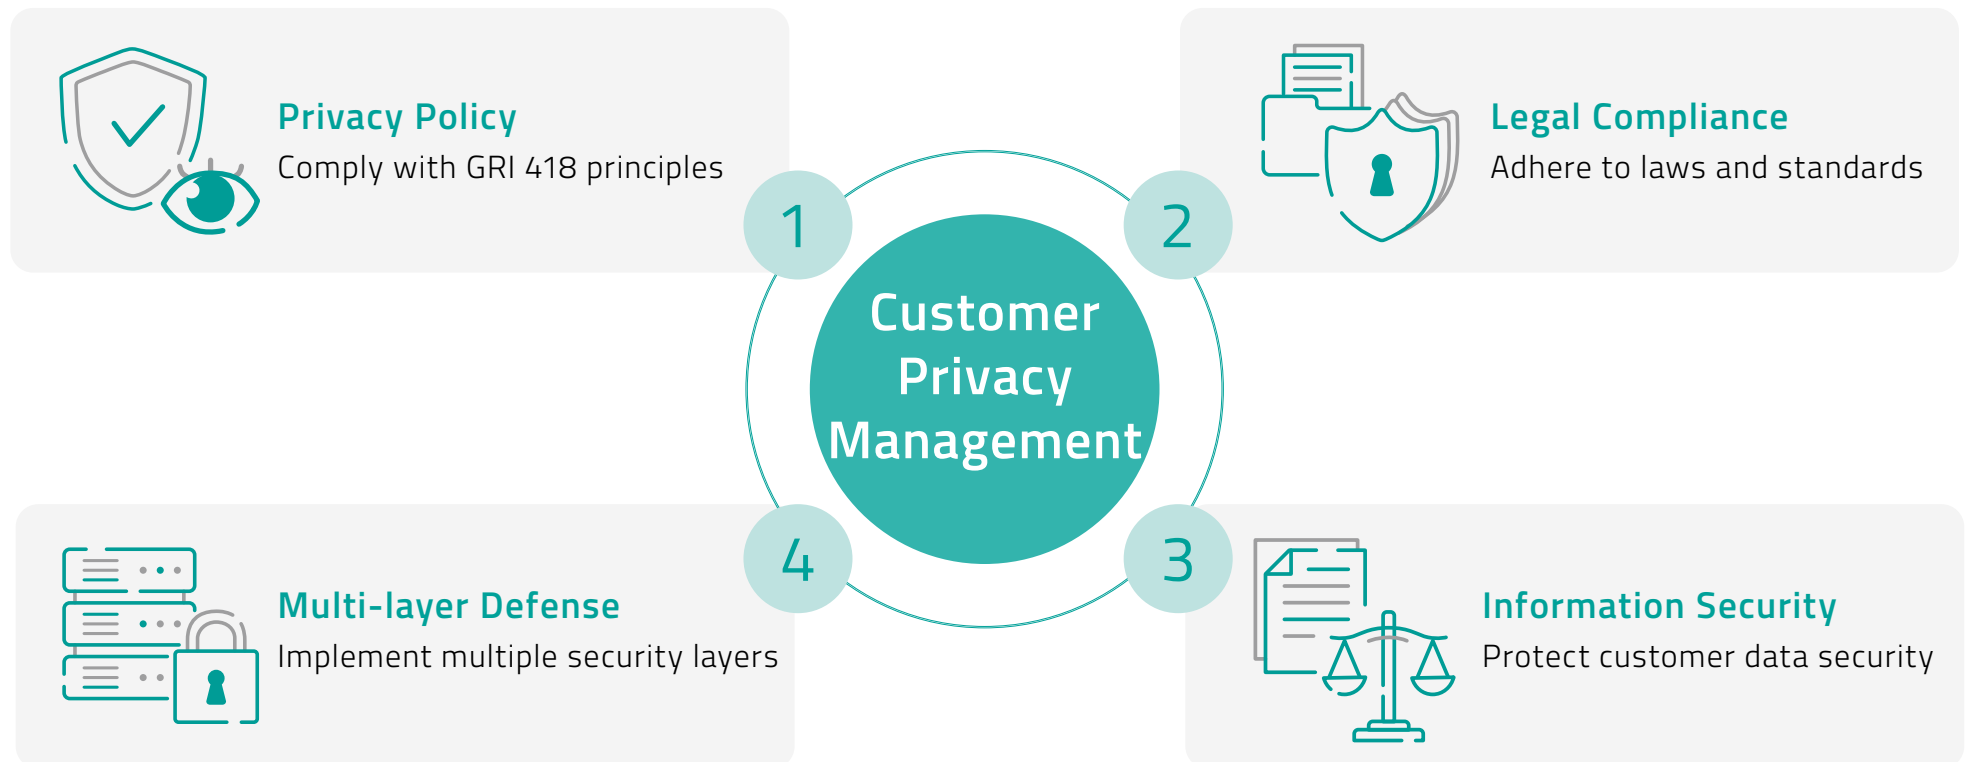 Privacy Policy
Comply with GRI 418 principles
1
Legal Compliance
Adhere to laws and standards
2
Customer
Privacy
Management
3
Information Security
Protect customer data security
4
Multi-layer Defense
Implement multiple security layers